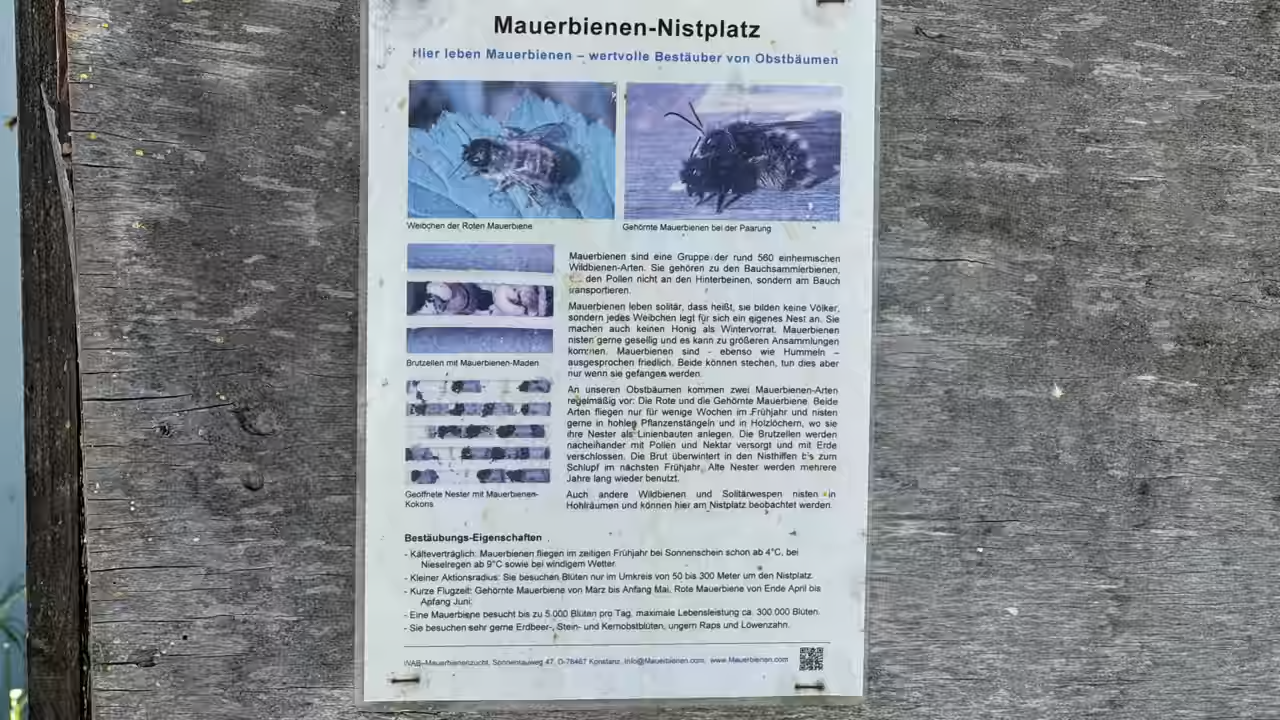 Mauerbienen-Nistplatz
Hier leben Mauerbienen – wertvolle Bestäuber von Obstbäumen
Weibchen der Roten Mauerbiene
Gehörnte Mauerbienen bei der Paarung
Mauerbienen sind eine Gruppe der rund 560 einheimischen
Wildbienen-Arten. Sie gehören zu den Bauchsammlerbienen,
den Pollen nicht an den Hinterbeinen, sondern am Bauch
transportieren.
Mauerbienen leben solitär, dass heißt, sie bilden keine Völker,
sondern jedes Weibchen legt für sich ein eigenes Nest an. Sie
machen auch keinen Honig als Wintervorrat. Mauerbienen
nisten gerne gesellig und es kann zu größeren Ansammlungen
kommen. Mauerbienen sind - ebenso wie Hummeln –
ausgesprochen friedlich. Beide können stechen, tun dies aber
nur wenn sie gefangen werden.
An unseren Obstbäumen kommen zwei Mauerbienen-Arten
regelmäßig vor: Die Rote und die Gehörnte Mauerbiene. Beide
Arten fliegen nur für wenige Wochen im Frühjahr und nisten
gerne in hohlen Pflanzenstängeln und in Holzlöchern, wo sie
ihre Nester als Linienbauten anlegen. Die Brutzellen werden
nacheinander mit Pollen und Nektar versorgt und mit Erde
verschlossen. Die Brut überwintert in den Nisthilfen bis zum
Schlupf im nächsten Frühjahr. Alte Nester werden mehrere
Jahre lang wieder benutzt.
Auch andere Wildbienen und Solitärwespen nisten in
Hohlräumen und können hier am Nistplatz beobachtet werden.
Brutzellen mit Mauerbienen-Maden
Geöffnete Nester mit Mauerbienen-
Kokons
Bestäubungs-Eigenschaften
- Kälteverträglich: Mauerbienen fliegen im zeitigen Frühjahr bei Sonnenschein schon ab 4°C, bei
Nieselregen ab 9°C sowie bei windigem Wetter.
- Kleiner Aktionsradius: Sie besuchen Blüten nur im Umkreis von 50 bis 300 Meter um den Nistplatz.
- Kurze Flugzeit: Gehörnte Mauerbiene von März bis Anfang Mai, Rote Mauerbiene von Ende April bis
Anfang Juni.
- Eine Mauerbiene besucht bis zu 5.000 Blüten pro Tag, maximale Lebensleistung ca. 300.000 Blüten.
- Sie besuchen sehr gerne Erdbeer-, Stein- und Kernobstblüten, ungern Raps und Löwenzahn.
WAB–Mauerbienenzucht, Sonnentauweg 47, D-78467 Konstanz, Info@Mauerbienen.com, www.Mauerbienen.com